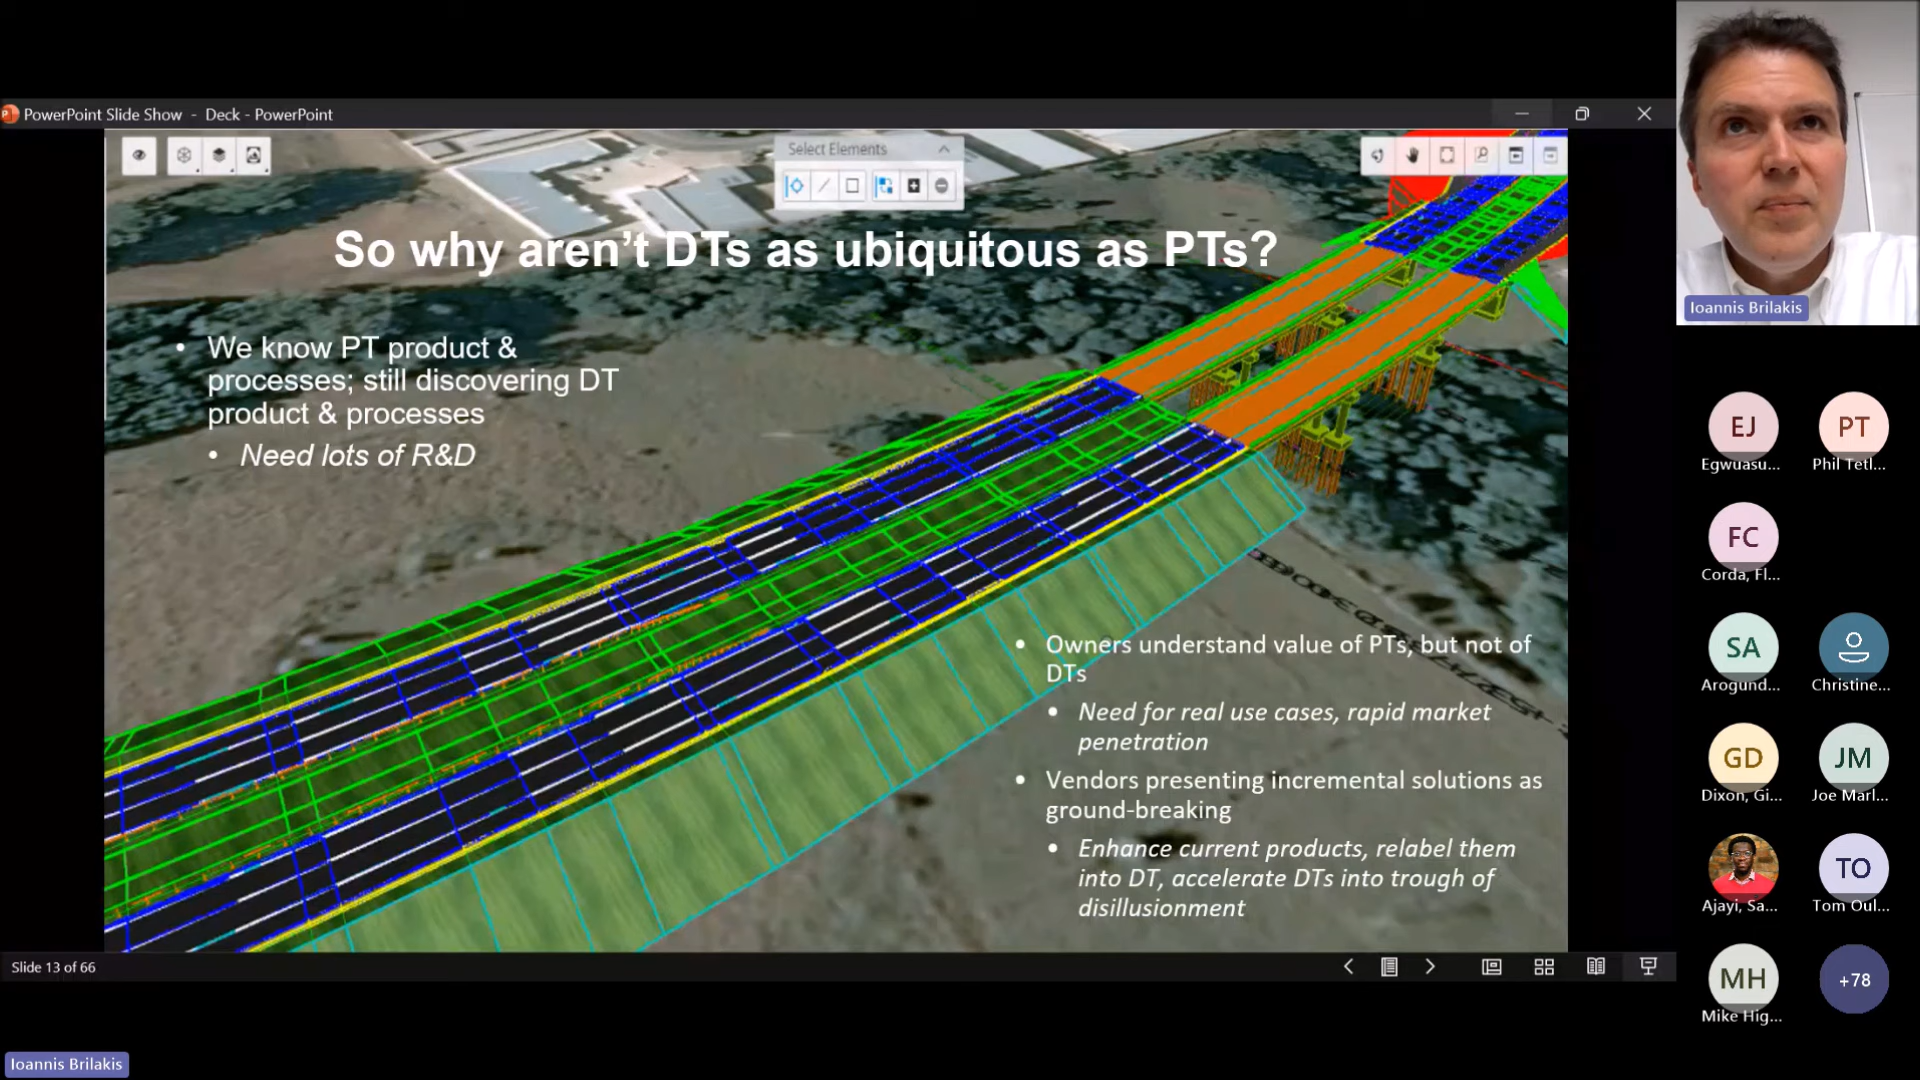 PowerPoint Slide Show - Deck - PowerPoint
Select Elements
So why aren't DTs as ubiquitous as PTs?
• We know PT product &
processes; still discovering DT
product & processes
• Need lots of R&D
• Owners understand value of PTs, but not of
DTs
• Need for real use cases, rapid market
penetration
• Vendors presenting incremental solutions as
ground-breaking
• Enhance current products, relabel them
into DT, accelerate DTs into trough of
disillusionment
Slide 13 of 66
Ioannis Brilakis
Ioannis Brilakis
EJ
Egwuasu...
PT
Phil Tetl...
FC
Corda, Fl...
SA
Arogund...
Christine...
GD
Dixon, Gi...
JM
Joe Marl...
Ajayi, Sa...
TO
Tom Oul...
MH
Mike Hig...
+78